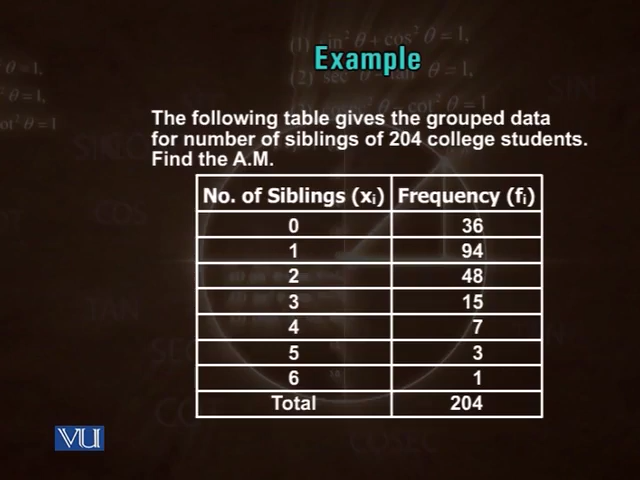 Example
The following table gives the grouped data
for number of siblings of 204 college students.
Find the A.M.
No. of Siblings (xi) Frequency (fi)
0 36
1 94
2 48
3 15
4 7
5 3
6 1
Total 204
VU